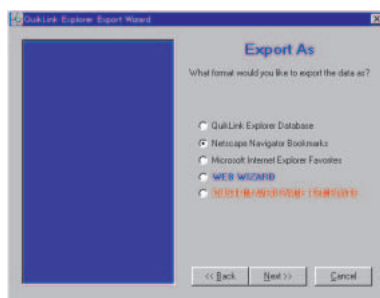 QuikLink Explorer Export Wizard
Export As
What format would you like to export the data as?
QuikLink Explorer Database
Netscape Navigator Bookmarks
Microsoft Internet Explorer Favorites
WEB WIZARD
<< Back
Next >>
Cancel